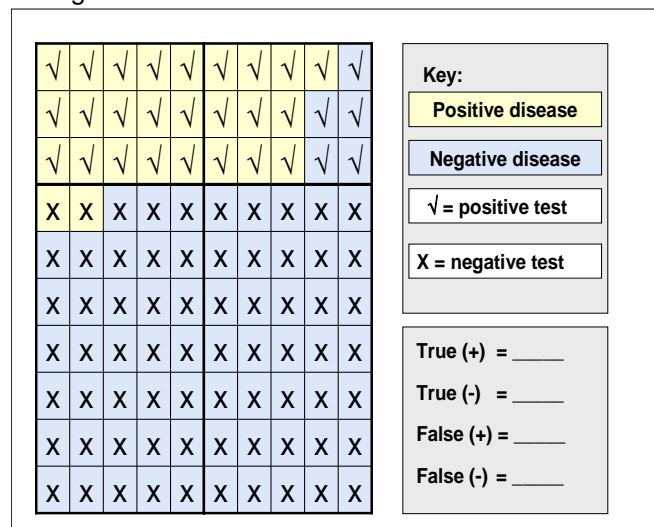 √ √ √ √ √ √ √ √ √ √
√ √ √ √ √ √ √ √ √ √
√ √ √ √ √ √ √ √ √ √
X X X X X X X X X X
X X X X X X X X X X
X X X X X X X X X X
X X X X X X X X X X
X X X X X X X X X X
X X X X X X X X X X
X X X X X X X X X X
Key:
Positive disease
Negative disease
√ = positive test
X = negative test
True (+) = _____
True (-) = _____
False (+) = _____
False (-) = _____